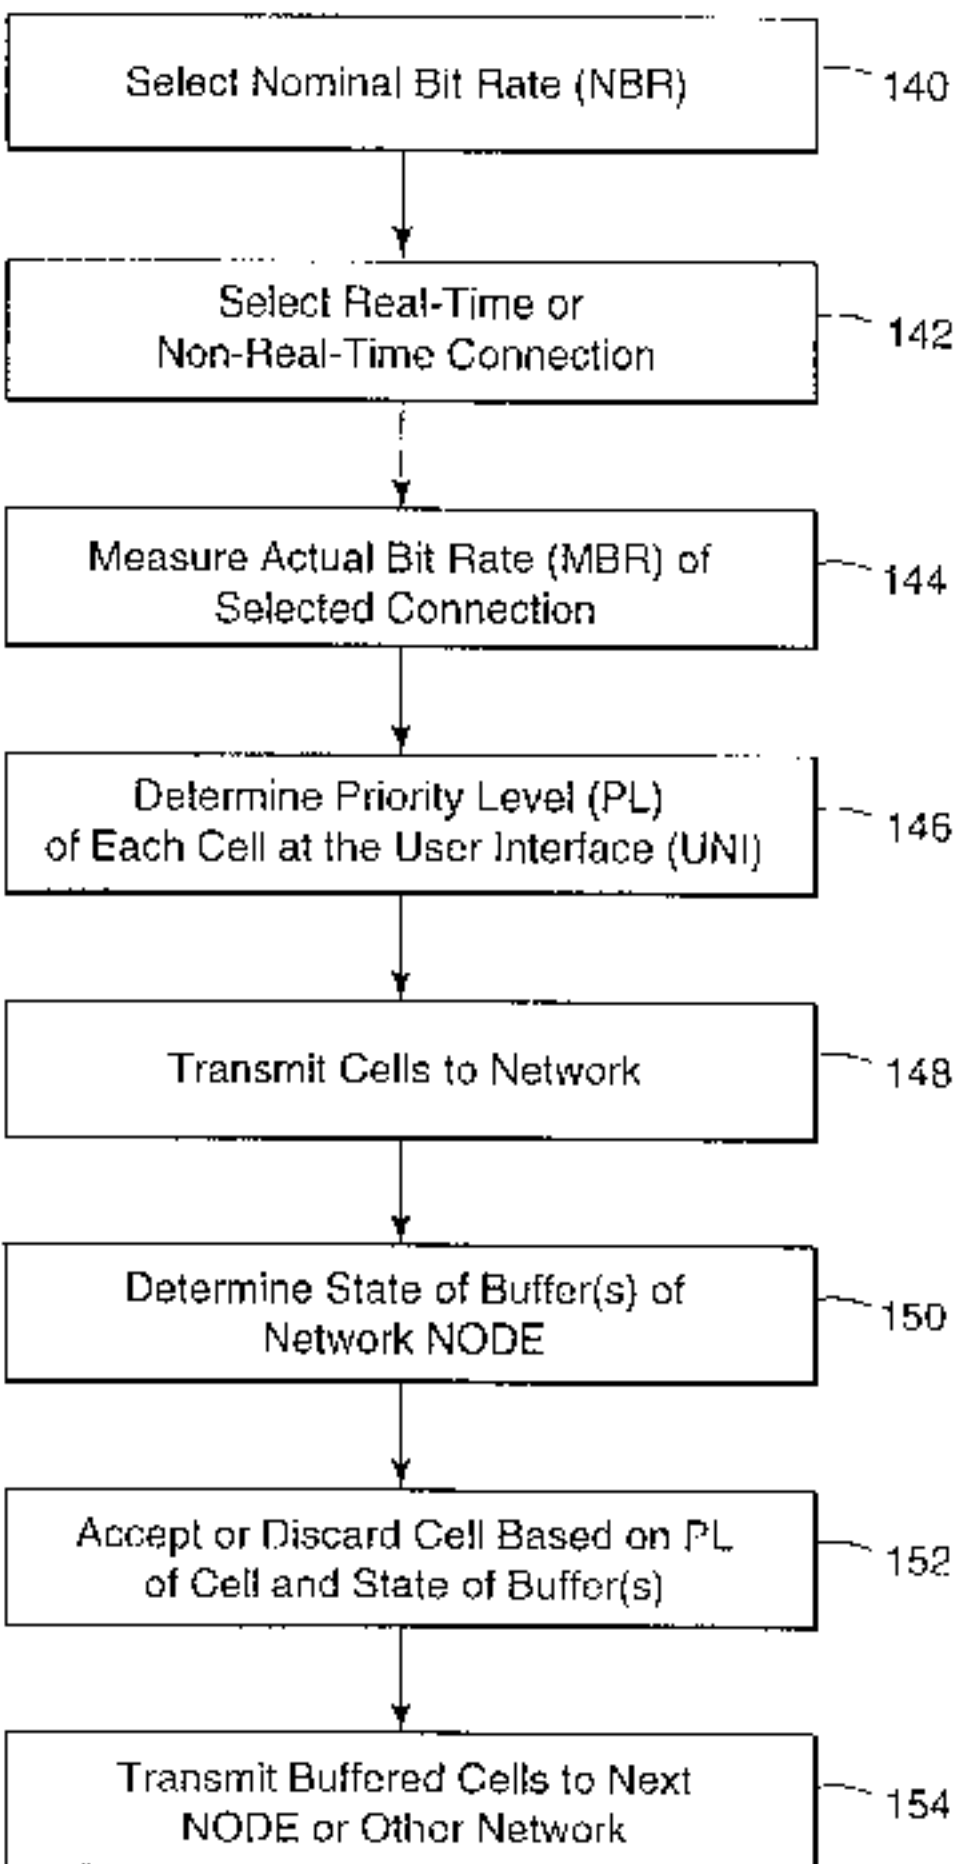 Select Nominal Bit Rate (NBR)
140
Select Real-Time or
Non-Real-Time Connection
142
Measure Actual Bit Rate (MBR) of
Selected Connection
144
Determine Priority Level (PL)
of Each Cell at the User Interface (UNI)
146
Transmit Cells to Network
148
Determine State of Buffer(s) of
Network NODE
150
Accept or Discard Cell Based on PL
of Cell and State of Buffer(s)
152
Transmit Buffered Cells to Next
NODE or Other Network
154